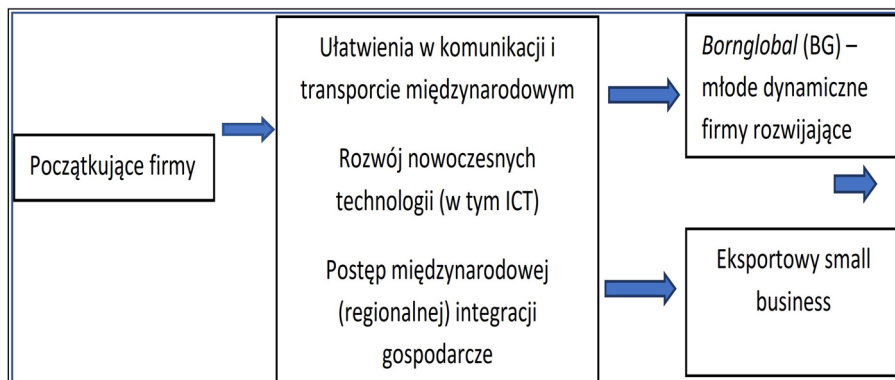 Początkujące firmy
Ułatwienia w komunikacji i
transporcie międzynarodowym
Rozwój nowoczesnych
technologii (w tym ICT)
Postęp międzynarodowej
(regionalnej) integracji
gospodarcze
Bornglobal (BG) –
młode dynamiczne
firmy rozwijające
Eksportowy small
business